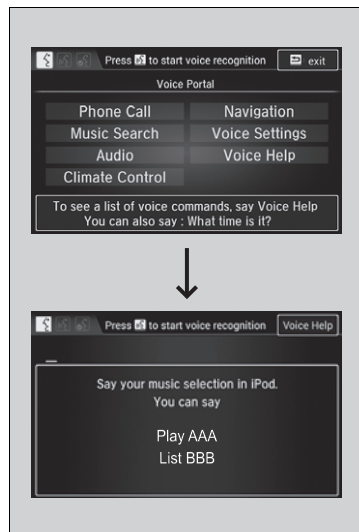 Press to start voice recognition exit
Voice Portal
Phone Call Navigation
Music Search Voice Settings
Audio Voice Help
Climate Control
To see a list of voice commands, say Voice Help
You can also say : What time is it?
Press to start voice recognition Voice Help
Say your music selection in iPod.
You can say
Play AAA
List BBB